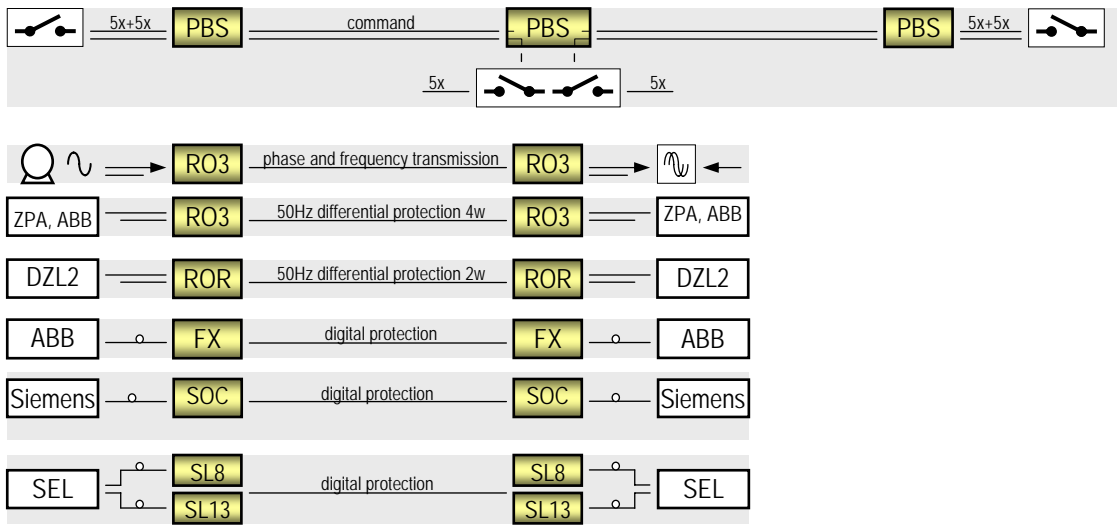 5x+5x PBS command PBS PBS 5x+5x
5x 5x
RO3 phase and frequency transmission RO3
ZPA, ABB RO3 50Hz differential protection 4w RO3 ZPA, ABB
DZL2 ROR 50Hz differential protection 2w ROR DZL2
ABB FX digital protection FX ABB
Siemens SOC digital protection SOC Siemens
SL8 SL8
SEL digital protection SEL
SL13 SL13